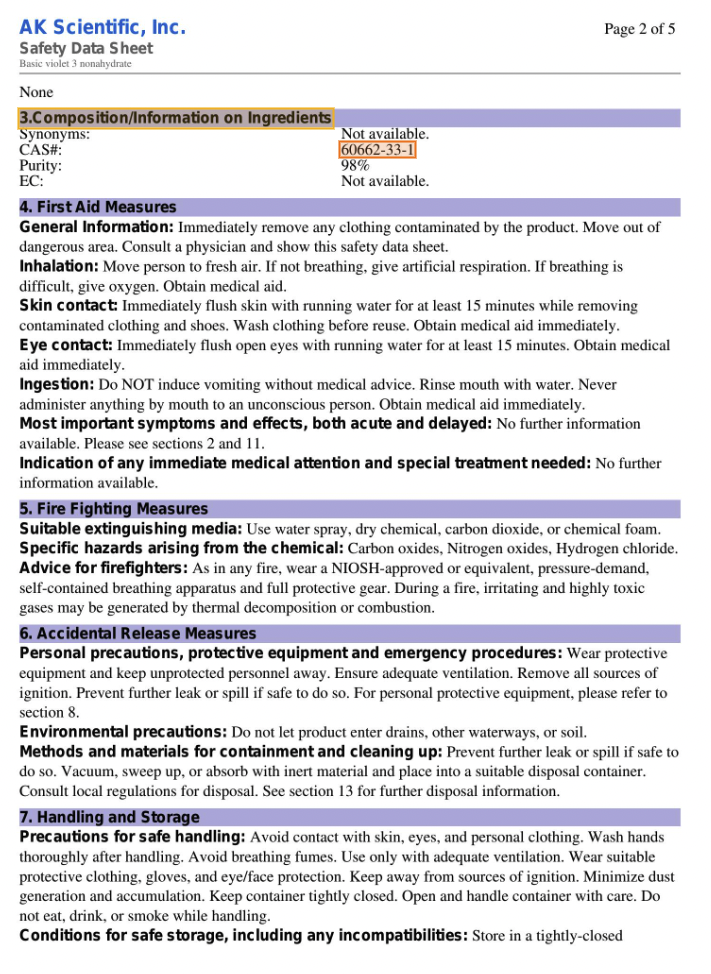 AK Scientific, Inc.
Page 2 of 5
Safety Data Sheet
Basic violet 3 nonahydrate
None
3.Composition/Information on Ingredients
Synonyms: Not available.
CAS#: 60662-33-1
Purity: 98%
EC: Not available.
4. First Aid Measures
General Information: Immediately remove any clothing contaminated by the product. Move out of
dangerous area. Consult a physician and show this safety data sheet.
Inhalation: Move person to fresh air. If not breathing, give artificial respiration. If breathing is
difficult, give oxygen. Obtain medical aid.
Skin contact: Immediately flush skin with running water for at least 15 minutes while removing
contaminated clothing and shoes. Wash clothing before reuse. Obtain medical aid immediately.
Eye contact: Immediately flush open eyes with running water for at least 15 minutes. Obtain medical
aid immediately.
Ingestion: Do NOT induce vomiting without medical advice. Rinse mouth with water. Never
administer anything by mouth to an unconscious person. Obtain medical aid immediately.
Most important symptoms and effects, both acute and delayed: No further information
available. Please see sections 2 and 11.
Indication of any immediate medical attention and special treatment needed: No further
information available.
5. Fire Fighting Measures
Suitable extinguishing media: Use water spray, dry chemical, carbon dioxide, or chemical foam.
Specific hazards arising from the chemical: Carbon oxides, Nitrogen oxides, Hydrogen chloride.
Advice for firefighters: As in any fire, wear a NIOSH-approved or equivalent, pressure-demand,
self-contained breathing apparatus and full protective gear. During a fire, irritating and highly toxic
gases may be generated by thermal decomposition or combustion.
6. Accidental Release Measures
Personal precautions, protective equipment and emergency procedures: Wear protective
equipment and keep unprotected personnel away. Ensure adequate ventilation. Remove all sources of
ignition. Prevent further leak or spill if safe to do so. For personal protective equipment, please refer to
section 8.
Environmental precautions: Do not let product enter drains, other waterways, or soil.
Methods and materials for containment and cleaning up: Prevent further leak or spill if safe to
do so. Vacuum, sweep up, or absorb with inert material and place into a suitable disposal container.
Consult local regulations for disposal. See section 13 for further disposal information.
7. Handling and Storage
Precautions for safe handling: Avoid contact with skin, eyes, and personal clothing. Wash hands
thoroughly after handling. Avoid breathing fumes. Use only with adequate ventilation. Wear suitable
protective clothing, gloves, and eye/face protection. Keep away from sources of ignition. Minimize dust
generation and accumulation. Keep container tightly closed. Open and handle container with care. Do
not eat, drink, or smoke while handling.
Conditions for safe storage, including any incompatibilities: Store in a tightly-closed